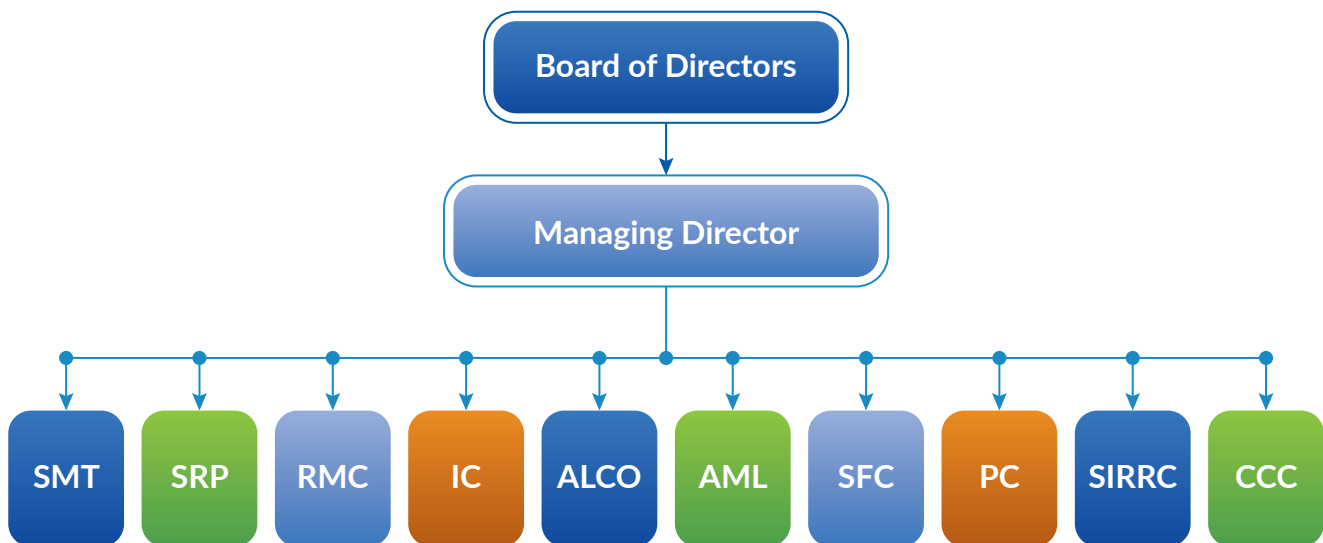 Board of Directors
Managing Director
SMT
SRP
RMC
IC
ALCO
AML
SFC
PC
SIRRC
CCC